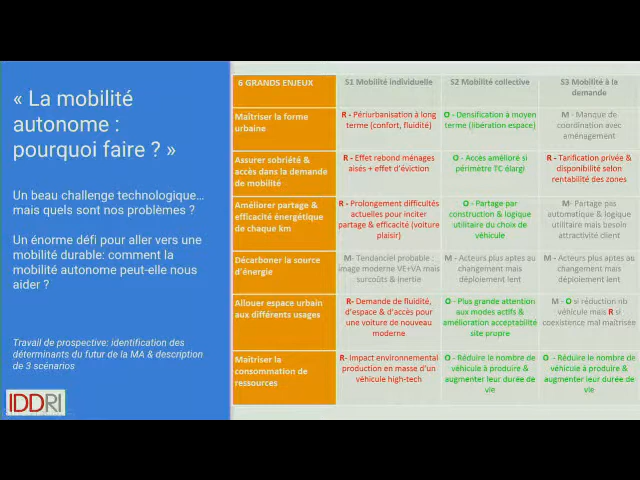 « La mobilité
autonome :
pourquoi faire ? »
Un beau challenge technologique…
mais quels sont nos problèmes ?
Un énorme défi pour aller vers une
mobilité durable: comment la
mobilité autonome peut-elle nous
aider ?
Travail de prospective: identification des
déterminants du futur de la MA & description
de 3 scénarios
IDDRI
6 GRANDS ENJEUX
S1 Mobilité individuelle
S2 Mobilité collective
S3 Mobilité à la
demande
Maîtriser la forme
urbaine
R - Périurbanisation à long
terme (confort, fluidité)
O - Densification à moyen
terme (libération espace)
M - Manque de
coordination avec
aménagement
Assurer sobriété &
accès dans la demande
de mobilité
R - Effet rebond ménages
aisés + effet d'éviction
O - Accès amélioré si
périmètre TC élargi
R - Tarification privée &
disponibilité selon
rentabilité des zones
Améliorer partage &
efficacité énergétique
de chaque km
R - Prolongement difficultés
actuelles pour inciter
partage & efficacité (voiture
plaisir)
O - Partage par
construction & logique
utilitaire du choix de
véhicule
M- Partage pas
automatique & logique
utilitaire mais besoin
attractivité client
Décarboner la source
d'énergie
M- Tendanciel probable :
image moderne VE+VA mais
surcoûts & inertie
M - Acteurs plus aptes au
changement mais
déploiement lent
M - Acteurs plus aptes au
changement mais
déploiement lent
Allouer espace urbain
aux différents usages
R- Demande de fluidité,
d'espace & d'accès pour
une voiture de nouveau
moderne
O - Plus grande attention
aux modes actifs &
amélioration acceptabilité
site propre
M - O si réduction nb
véhicule mais R si
coexistence mal maîtrisée
Maîtriser la
consommation de
ressources
R- Impact environnemental
production en masse d'un
véhicule high-tech
O - Réduire le nombre de
véhicule à produire &
augmenter leur durée de
vie
O - Réduire le nombre de
véhicule à produire &
augmenter leur durée de
vie